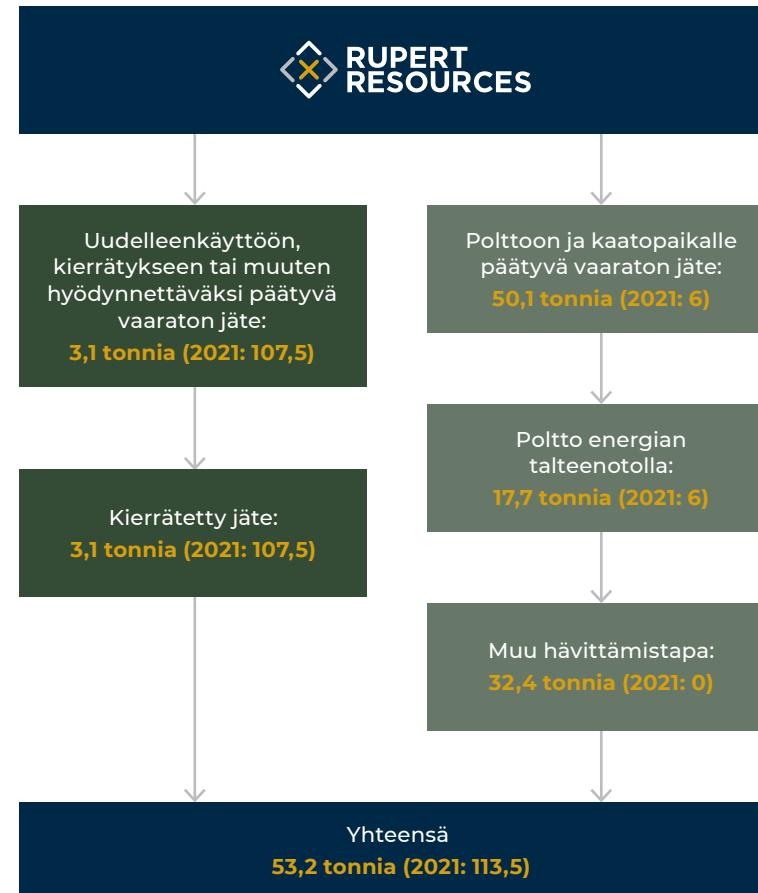 RUPERT
RESOURCES
Uudelleenkäyttöön,
kierrätykseen tai muuten
hyödynnettäväksi päätyvä
vaaraton jäte:
3,1 tonnia (2021: 107,5)
Kierrätetty jäte:
3,1 tonnia (2021: 107,5)
Polttoon ja kaatopaikalle
päätyvä vaaraton jäte:
50,1 tonnia (2021: 6)
Poltto energian
talteenotolla:
17,7 tonnia (2021: 6)
Muu hävittämistapa:
32,4 tonnia (2021: 0)
Yhteensä
53,2 tonnia (2021: 113,5)